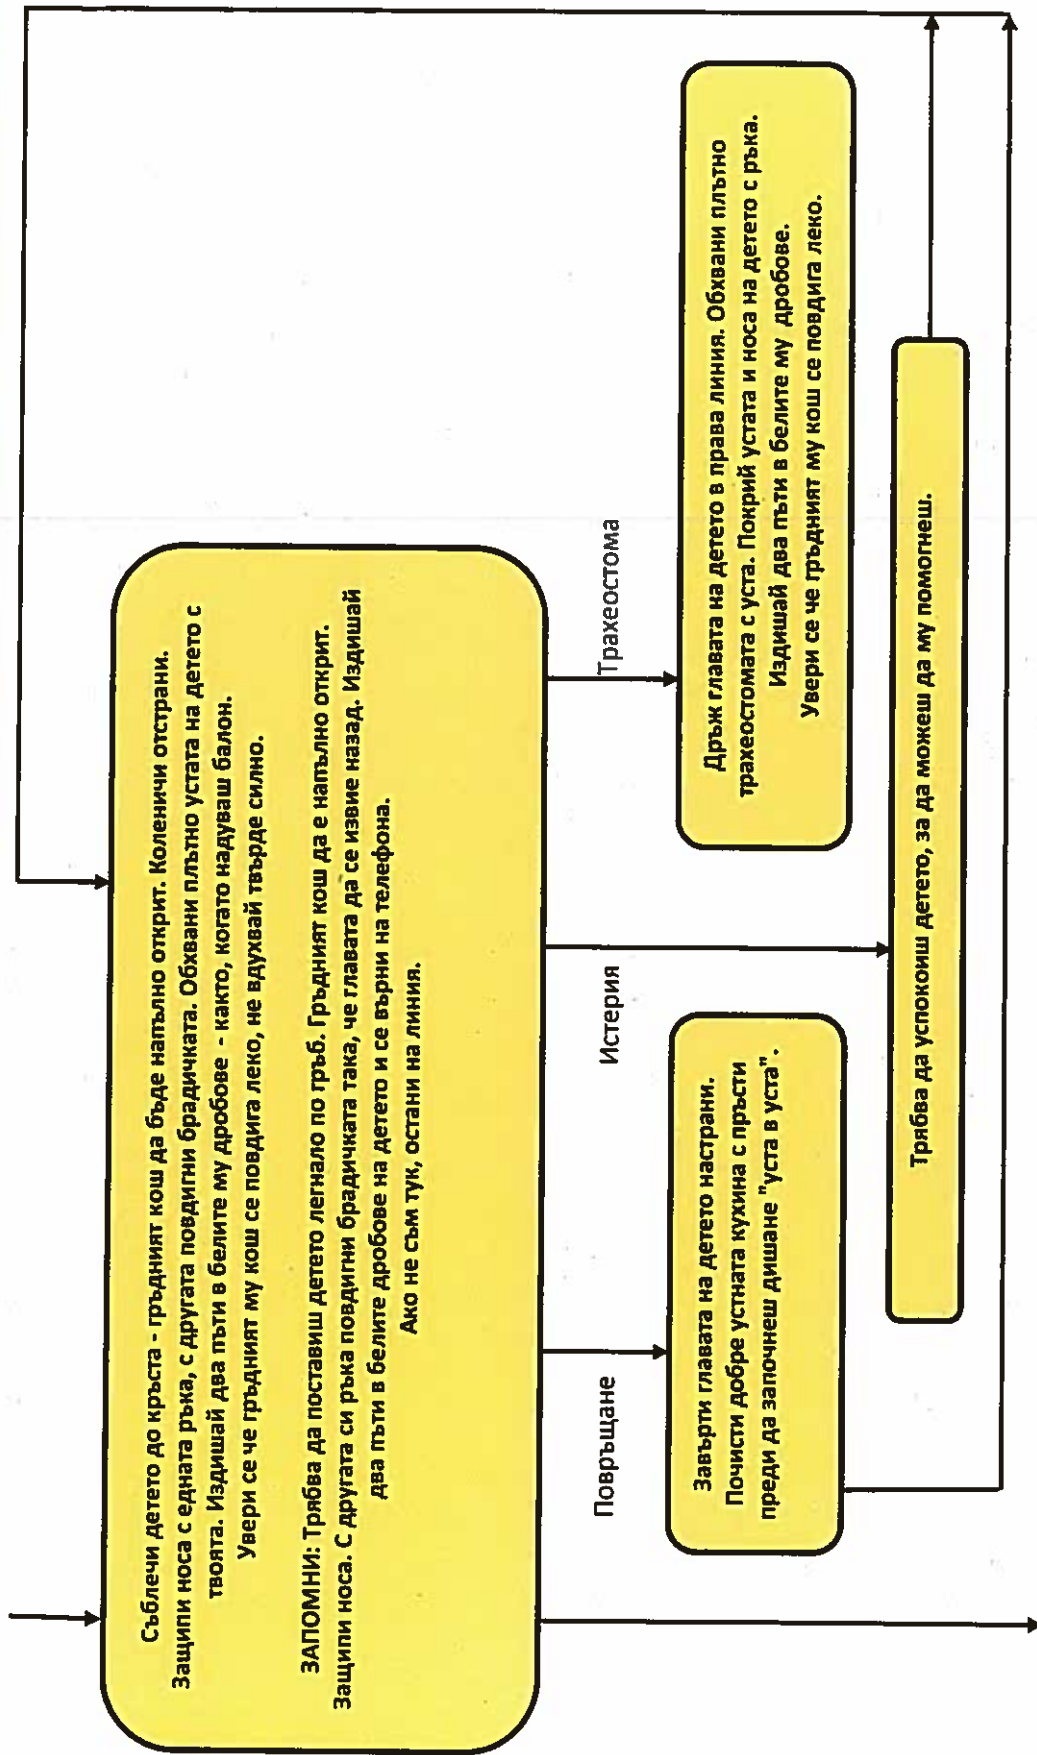 Съблечи детето до кръста - гръдният кош да бъде напълно открит. Коленичи отстрани.
Защипи носа с едната ръка, с другата повдигни брадичката. Обхвани плътно устата на детето с
твоята. Издишай два пъти в белите му дробове - както, когато надуваш балон.
Увери се че гръдният му кош се повдига леко, не вдухвай твърде силно.
ЗАПОМНИ: Трябва да поставиш детето легнало по гръб. Гръдният кош да е напълно открит.
Защипи носа. С другата си ръка повдигни брадичката така, че главата да се извие назад. Издишай
два пъти в белите дробове на детето и се върни на телефона.
Ако не съм тук, остани на линия.
Повръщане
Истерия
Трахеостома
Завърти главата на детето настрани.
Почисти добре устната кухина с пръсти
преди да започнеш дишане "уста в уста".
Дръж главата на детето в права линия. Обхвани плътно
трахеостомата с уста. Покрий устата и носа на детето с ръка.
Издишай два пъти в белите му дробове.
Увери се че гръдният му кош се повдига леко.
Трябва да успокоиш детето, за да можеш да му помогнеш.